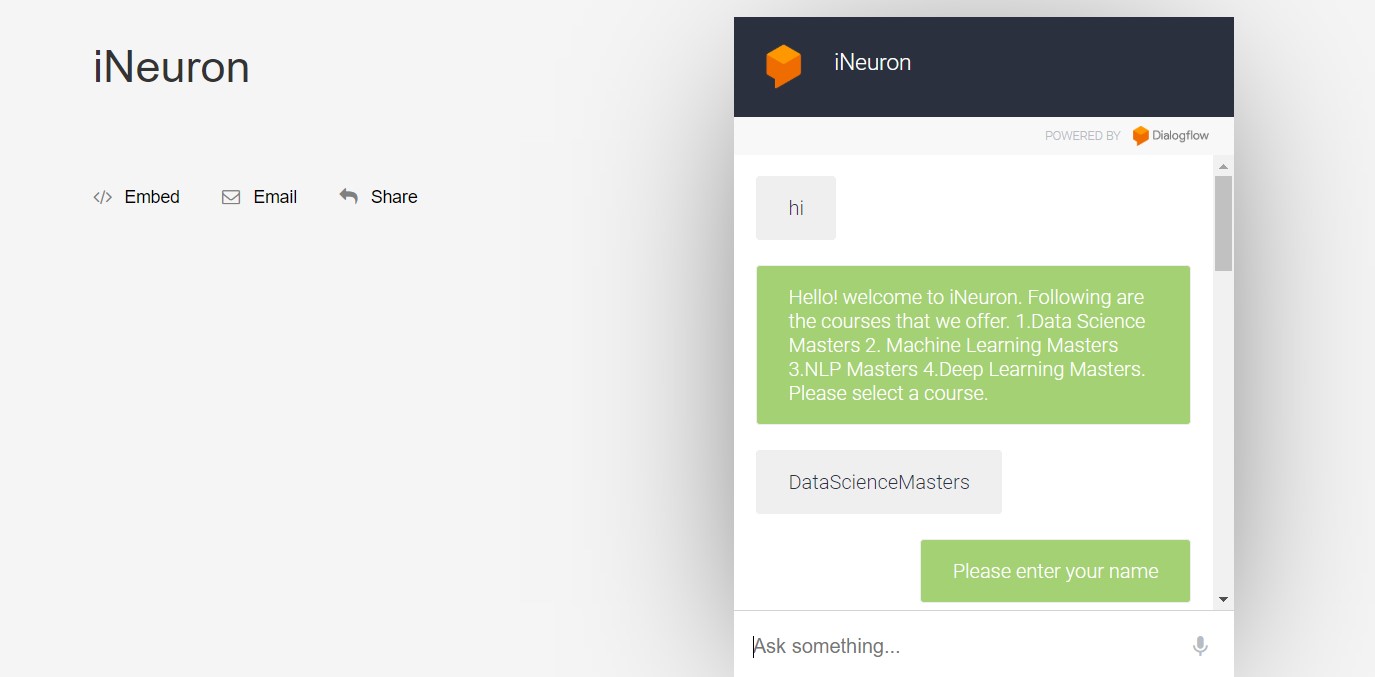 iNeuron
Embed
Email
Share
iNeuron
POWERED BY Dialogflow
hi
Hello! welcome to iNeuron. Following are
the courses that we offer. 1.Data Science
Masters 2. Machine Learning Masters
3.NLP Masters 4.Deep Learning Masters.
Please select a course.
DataScienceMasters
Please enter your name
Ask something...